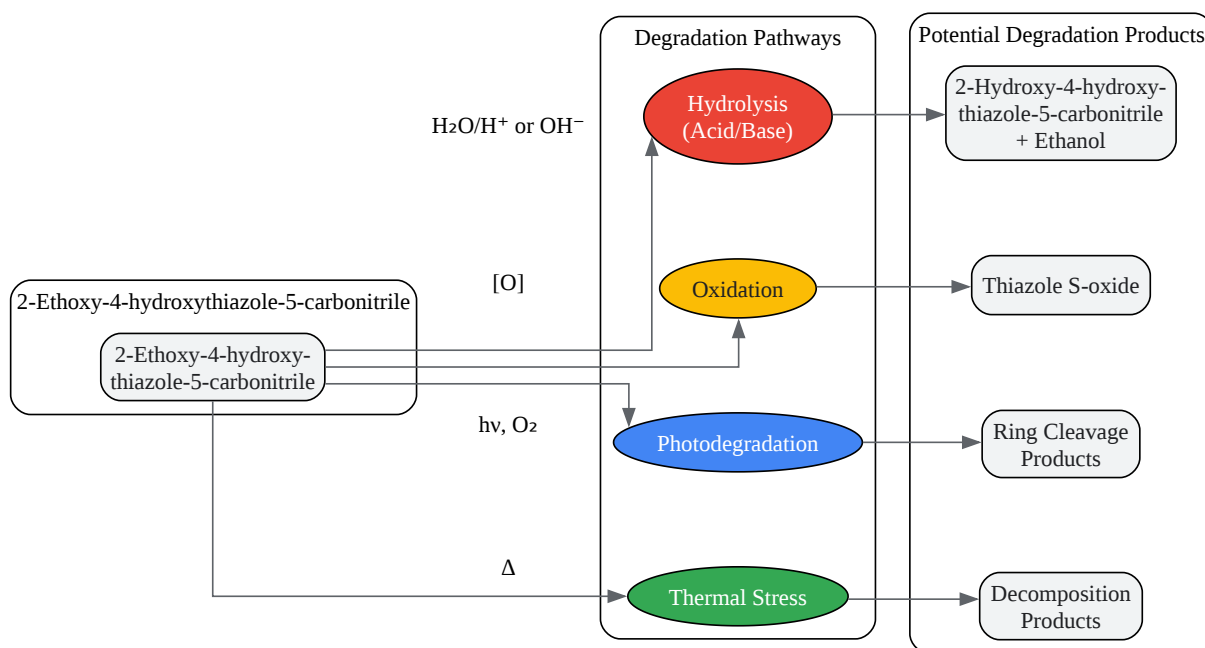 Degradation Pathways
Potential Degradation Products
Hydrolysis
(Acid/Base)
2-Hydroxy-4-hydroxy-
thiazole-5-carbonitrile
+ Ethanol
H₂O/H⁺ or OH⁻
[O]
Oxidation
Thiazole S-oxide
2-Ethoxy-4-hydroxythiazole-5-carbonitrile
2-Ethoxy-4-hydroxy-
thiazole-5-carbonitrile
hν, O₂
Photodegradation
Ring Cleavage
Products
Δ
Thermal Stress
Decomposition
Products